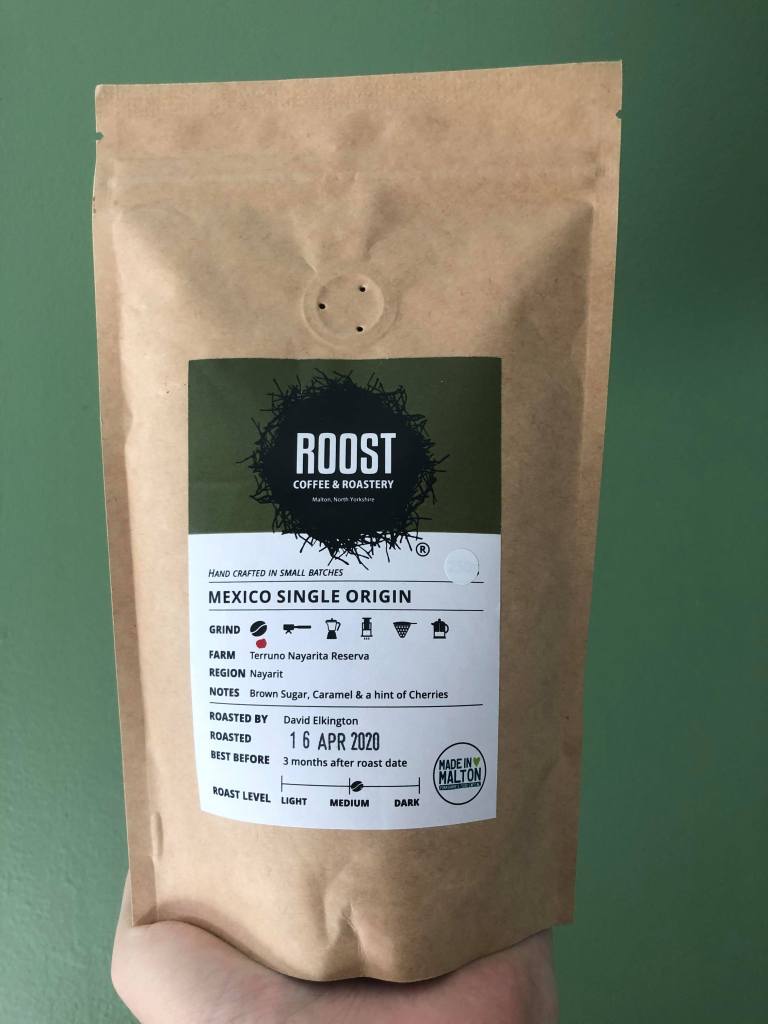 ROOST
COFFEE & ROASTERY
Malton, North Yorkshire
®
HAND CRAFTED IN SMALL BATCHES
MEXICO SINGLE ORIGIN
GRIND
FARM Terruno Nayarita Reserva
REGION Nayarit
NOTES Brown Sugar, Caramel & a hint of Cherries
ROASTED BY David Elkington
ROASTED 16 APR 2020
BEST BEFORE 3 months after roast date
MADE IN
MALTON
ROAST LEVEL LIGHT MEDIUM DARK